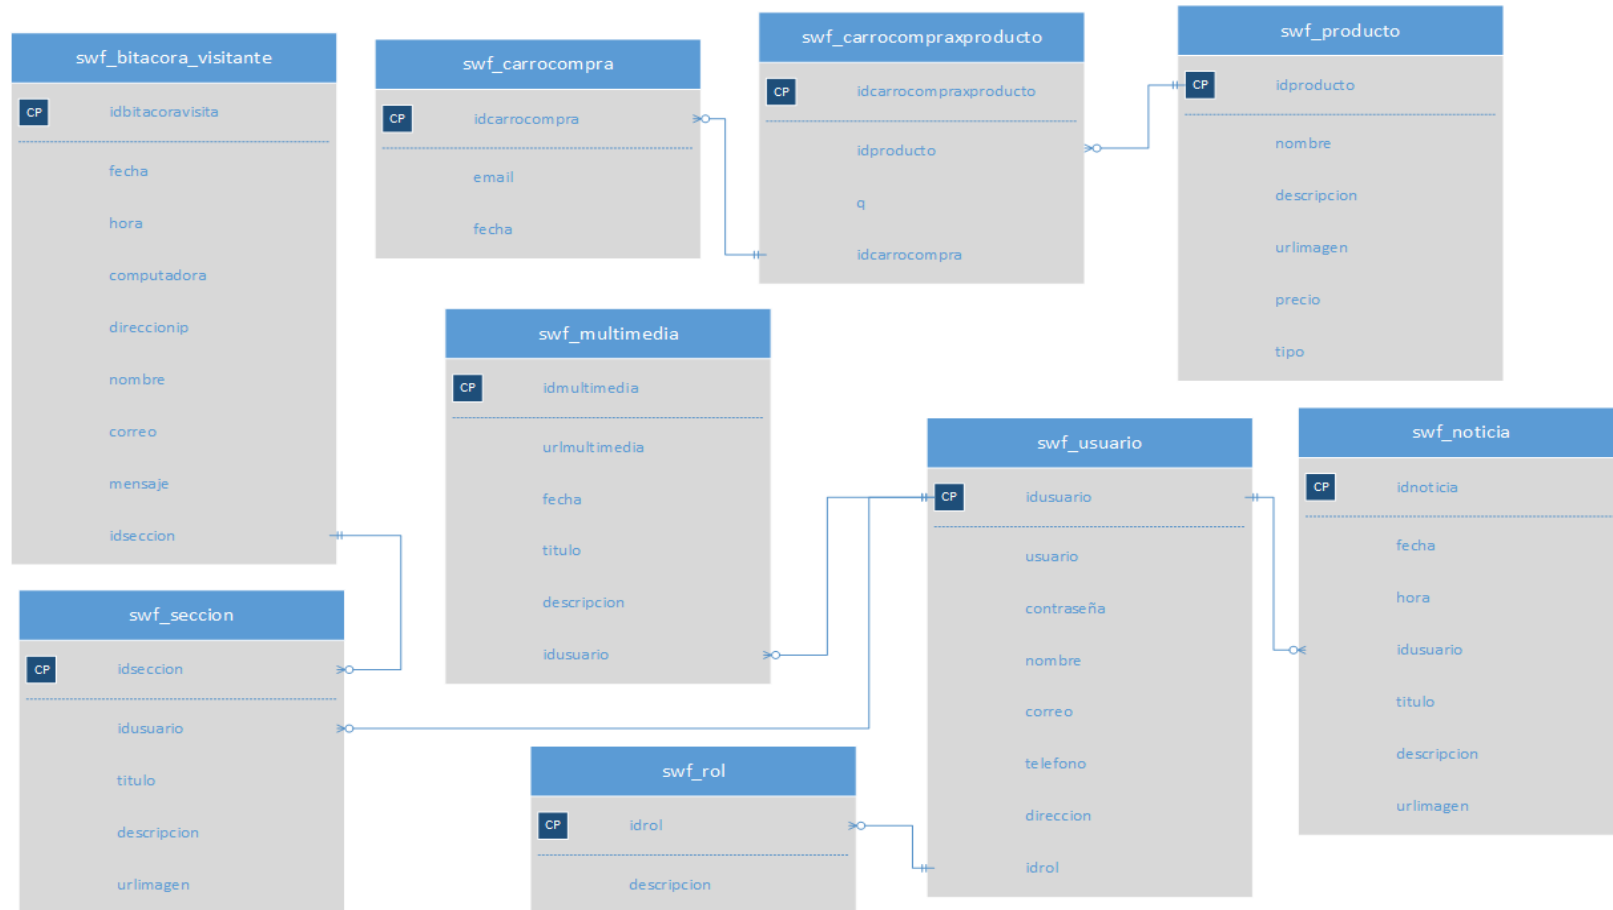 swf_bitacora_visitante
CP idbitacoravisita
fecha
hora
computadora
direccionip
nombre
correo
mensaje
idseccion
swf_carrocompra
CP idcarrocompra
email
fecha
swf_carrocompraxproducto
CP idcarrocompraxproducto
idproducto
q
idcarrocompra
swf_producto
CP idproducto
nombre
descripcion
urlimagen
precio
tipo
swf_multimedia
CP idmultimedia
urlmultimedia
fecha
titulo
descripcion
idusuario
swf_usuario
CP idusuario
usuario
contraseña
nombre
correo
telefono
direccion
idrol
swf_noticia
CP idnoticia
fecha
hora
idusuario
titulo
descripcion
urlimagen
swf_seccion
CP idseccion
idusuario
titulo
descripcion
urlimagen
swf_rol
CP idrol
descripcion